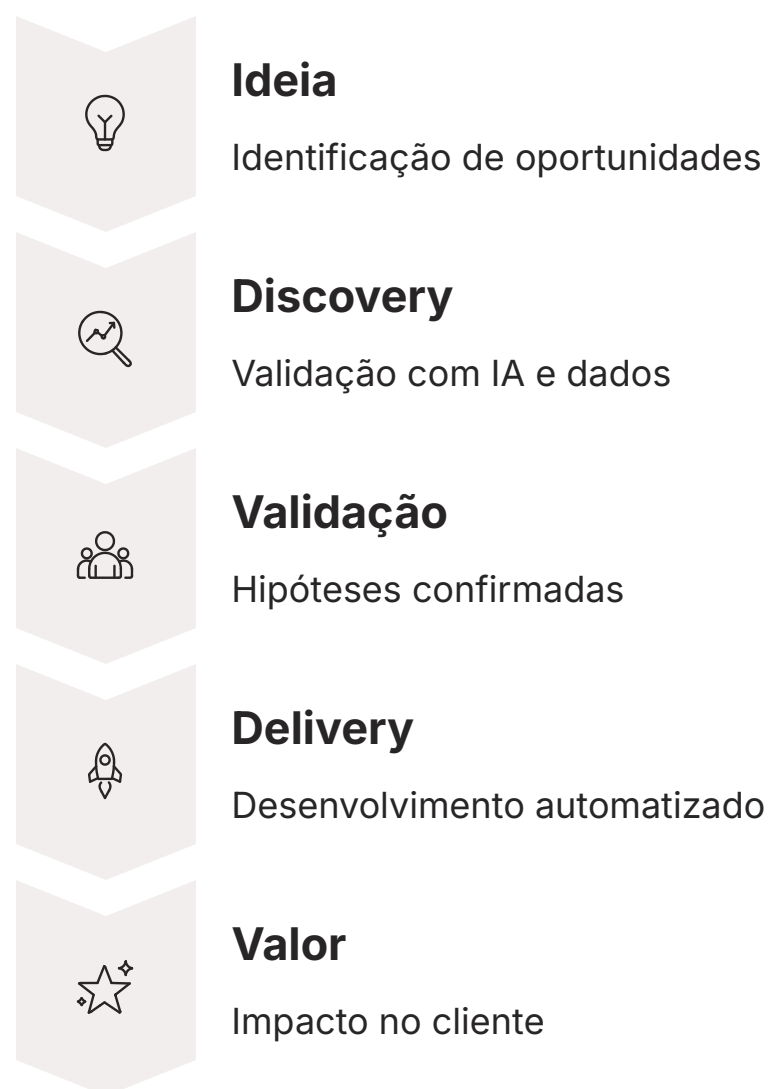 Ideia
Identificação de oportunidades
Discovery
Validação com IA e dados
Validação
Hipóteses confirmadas
Delivery
Desenvolvimento automatizado
Valor
Impacto no cliente